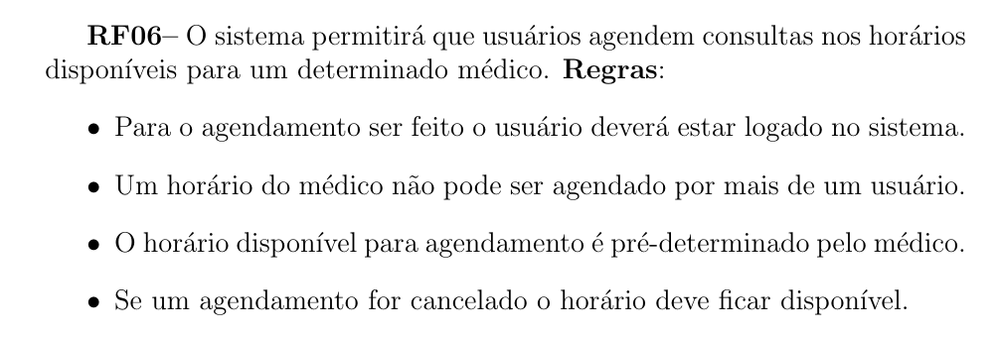 RF06– O sistema permitirá que usuários agendem consultas nos horários
disponíveis para um determinado médico. Regras:
• Para o agendamento ser feito o usuário deverá estar logado no sistema.
• Um horário do médico não pode ser agendado por mais de um usuário.
• O horário disponível para agendamento é pré-determinado pelo médico.
• Se um agendamento for cancelado o horário deve ficar disponível.